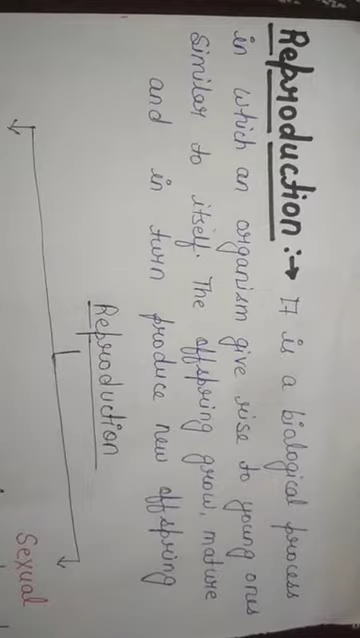 Reproduction :→ It is a biological process
in which an organism give rise to young ones
similar to itself. The offspring grow, mature
and in turn produce new offspring
Reproduction
Sexual